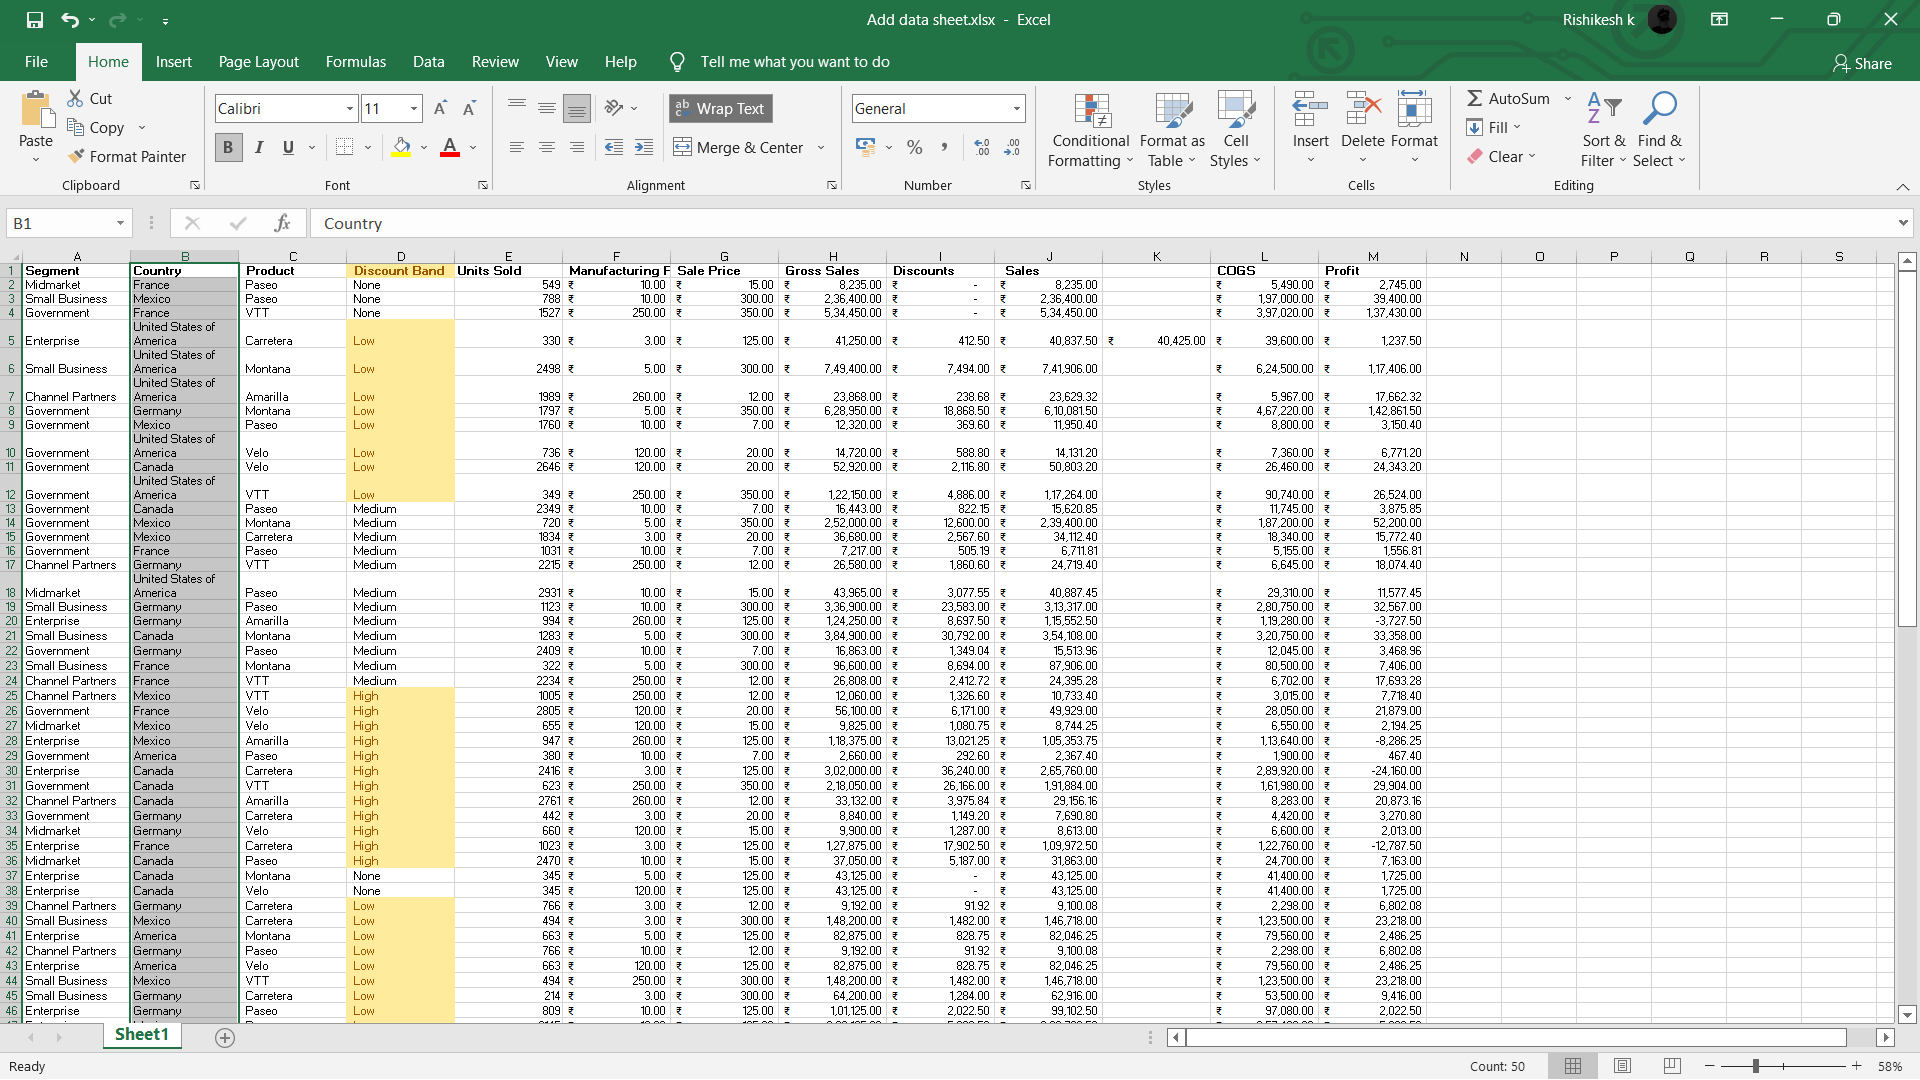 Add data sheet.xlsx - Excel
Rishikesh k
File Home Insert Page Layout Formulas Data Review View Help Tell me what you want to do
Share
Paste
Cut
Copy
Format Painter
Clipboard
Calibri 11
B I U
Font
Wrap Text
Merge & Center
Alignment
General
Number
Conditional Formatting
Format as Table
Cell Styles
Styles
Insert Delete Format
Cells
AutoSum
Fill
Clear
Sort & Filter
Find & Select
Editing
B1 fx Country
A B C D E F G H I J K L M N O P Q R S
1 Segment Country Product Discount Band Units Sold Manufacturing P Sale Price Gross Sales Discounts Sales COGS Profit
2 Midmarket France Paseo None 549 ₹ 10.00 ₹ 15.00 ₹ 8,235.00 ₹ - ₹ 8,235.00 ₹ 5,490.00 ₹ 2,745.00
3 Small Business Mexico Paseo None 788 ₹ 10.00 ₹ 300.00 ₹ 2,36,400.00 ₹ - ₹ 2,36,400.00 ₹ 1,97,000.00 ₹ 39,400.00
4 Government France VTT None 1527 ₹ 250.00 ₹ 350.00 ₹ 5,34,450.00 ₹ - ₹ 5,34,450.00 ₹ 3,97,020.00 ₹ 1,37,430.00
5 Enterprise United States of America Carretera Low 330 ₹ 3.00 ₹ 125.00 ₹ 41,250.00 ₹ 412.50 ₹ 40,837.50 ₹ 40,425.00 ₹ 39,600.00 ₹ 1,237.50
6 Small Business United States of America Montana Low 2498 ₹ 5.00 ₹ 300.00 ₹ 7,49,400.00 ₹ 7,494.00 ₹ 7,41,906.00 ₹ 6,24,500.00 ₹ 1,17,406.00
7 Channel Partners United States of America Amarilla Low 1989 ₹ 260.00 ₹ 12.00 ₹ 23,868.00 ₹ 238.68 ₹ 23,629.32 ₹ 5,967.00 ₹ 17,662.32
8 Government Germany Montana Low 1797 ₹ 5.00 ₹ 350.00 ₹ 6,28,950.00 ₹ 18,868.50 ₹ 6,10,081.50 ₹ 4,67,220.00 ₹ 1,42,861.50
9 Government Mexico Paseo Low 1760 ₹ 10.00 ₹ 7.00 ₹ 12,320.00 ₹ 369.60 ₹ 11,950.40 ₹ 8,800.00 ₹ 3,150.40
10 Government United States of America Velo Low 736 ₹ 120.00 ₹ 20.00 ₹ 14,720.00 ₹ 588.80 ₹ 14,131.20 ₹ 7,360.00 ₹ 6,771.20
11 Government Canada Velo Low 2646 ₹ 120.00 ₹ 20.00 ₹ 52,920.00 ₹ 2,116.80 ₹ 50,803.20 ₹ 26,460.00 ₹ 24,343.20
12 Government United States of America VTT Low 349 ₹ 250.00 ₹ 350.00 ₹ 1,22,150.00 ₹ 4,886.00 ₹ 1,17,264.00 ₹ 90,740.00 ₹ 26,524.00
13 Government Canada Paseo Medium 2349 ₹ 10.00 ₹ 7.00 ₹ 16,443.00 ₹ 822.15 ₹ 15,620.85 ₹ 11,745.00 ₹ 3,875.85
14 Government Mexico Montana Medium 720 ₹ 5.00 ₹ 350.00 ₹ 2,52,000.00 ₹ 12,600.00 ₹ 2,39,400.00 ₹ 1,87,200.00 ₹ 52,200.00
15 Government Mexico Carretera Medium 1834 ₹ 3.00 ₹ 20.00 ₹ 36,680.00 ₹ 2,567.60 ₹ 34,112.40 ₹ 18,340.00 ₹ 15,772.40
16 Government France Paseo Medium 1031 ₹ 10.00 ₹ 7.00 ₹ 7,217.00 ₹ 505.19 ₹ 6,711.81 ₹ 5,155.00 ₹ 1,556.81
17 Channel Partners Germany VTT Medium 2215 ₹ 250.00 ₹ 12.00 ₹ 26,580.00 ₹ 1,860.60 ₹ 24,719.40 ₹ 6,645.00 ₹ 18,074.40
18 Midmarket United States of America Paseo Medium 2931 ₹ 10.00 ₹ 15.00 ₹ 43,965.00 ₹ 3,077.55 ₹ 40,887.45 ₹ 29,310.00 ₹ 11,577.45
19 Small Business Germany Paseo Medium 1123 ₹ 10.00 ₹ 300.00 ₹ 3,36,900.00 ₹ 23,583.00 ₹ 3,13,317.00 ₹ 2,80,750.00 ₹ 32,567.00
20 Enterprise Germany Amarilla Medium 994 ₹ 260.00 ₹ 125.00 ₹ 1,24,250.00 ₹ 8,697.50 ₹ 1,15,552.50 ₹ 1,19,280.00 ₹ -3,727.50
21 Small Business Canada Montana Medium 1283 ₹ 5.00 ₹ 300.00 ₹ 3,84,900.00 ₹ 30,792.00 ₹ 3,54,108.00 ₹ 3,20,750.00 ₹ 33,358.00
22 Government Germany Paseo Medium 2409 ₹ 10.00 ₹ 7.00 ₹ 16,863.00 ₹ 1,349.04 ₹ 15,513.96 ₹ 12,045.00 ₹ 3,468.96
23 Small Business France Montana Medium 322 ₹ 5.00 ₹ 300.00 ₹ 96,600.00 ₹ 8,694.00 ₹ 87,906.00 ₹ 80,500.00 ₹ 7,406.00
24 Channel Partners France VTT Medium 2234 ₹ 250.00 ₹ 12.00 ₹ 26,808.00 ₹ 2,412.72 ₹ 24,395.28 ₹ 6,702.00 ₹ 17,693.28
25 Channel Partners Mexico VTT High 1005 ₹ 250.00 ₹ 12.00 ₹ 12,060.00 ₹ 1,326.60 ₹ 10,733.40 ₹ 3,015.00 ₹ 7,718.40
26 Government France Velo High 2805 ₹ 120.00 ₹ 20.00 ₹ 56,100.00 ₹ 6,171.00 ₹ 49,929.00 ₹ 28,050.00 ₹ 21,879.00
27 Midmarket Mexico Velo High 655 ₹ 120.00 ₹ 15.00 ₹ 9,825.00 ₹ 1,080.75 ₹ 8,744.25 ₹ 6,550.00 ₹ 2,194.25
28 Enterprise Mexico Amarilla High 947 ₹ 260.00 ₹ 125.00 ₹ 1,18,375.00 ₹ 13,021.25 ₹ 1,05,353.75 ₹ 1,13,640.00 ₹ -8,286.25
29 Government America Paseo High 380 ₹ 10.00 ₹ 7.00 ₹ 2,660.00 ₹ 292.60 ₹ 2,367.40 ₹ 1,900.00 ₹ 467.40
30 Enterprise Canada Carretera High 2416 ₹ 3.00 ₹ 125.00 ₹ 3,02,000.00 ₹ 36,240.00 ₹ 2,65,760.00 ₹ 2,89,920.00 ₹ -24,160.00
31 Government Canada VTT High 623 ₹ 250.00 ₹ 350.00 ₹ 2,18,050.00 ₹ 26,166.00 ₹ 1,91,884.00 ₹ 1,61,980.00 ₹ 29,904.00
32 Channel Partners Canada Amarilla High 2761 ₹ 260.00 ₹ 12.00 ₹ 33,132.00 ₹ 3,975.84 ₹ 29,156.16 ₹ 8,283.00 ₹ 20,873.16
33 Government Germany Carretera High 442 ₹ 3.00 ₹ 20.00 ₹ 8,840.00 ₹ 1,149.20 ₹ 7,690.80 ₹ 4,420.00 ₹ 3,270.80
34 Midmarket Germany Velo High 660 ₹ 120.00 ₹ 15.00 ₹ 9,900.00 ₹ 1,287.00 ₹ 8,613.00 ₹ 6,600.00 ₹ 2,013.00
35 Enterprise France Carretera High 1023 ₹ 3.00 ₹ 125.00 ₹ 1,27,875.00 ₹ 17,902.50 ₹ 1,09,972.50 ₹ 1,22,760.00 ₹ -12,787.50
36 Midmarket Canada Paseo High 2470 ₹ 10.00 ₹ 15.00 ₹ 37,050.00 ₹ 5,187.00 ₹ 31,863.00 ₹ 24,700.00 ₹ 7,163.00
37 Enterprise Canada Montana None 345 ₹ 5.00 ₹ 125.00 ₹ 43,125.00 ₹ - ₹ 43,125.00 ₹ 41,400.00 ₹ 1,725.00
38 Enterprise Canada Velo None 345 ₹ 120.00 ₹ 125.00 ₹ 43,125.00 ₹ - ₹ 43,125.00 ₹ 41,400.00 ₹ 1,725.00
39 Channel Partners Germany Carretera Low 766 ₹ 3.00 ₹ 12.00 ₹ 9,192.00 ₹ 91.92 ₹ 9,100.08 ₹ 2,298.00 ₹ 6,802.08
40 Small Business Mexico Carretera Low 494 ₹ 3.00 ₹ 300.00 ₹ 1,48,200.00 ₹ 1,482.00 ₹ 1,46,718.00 ₹ 1,23,500.00 ₹ 23,218.00
41 Enterprise America Montana Low 663 ₹ 5.00 ₹ 125.00 ₹ 82,875.00 ₹ 828.75 ₹ 82,046.25 ₹ 79,560.00 ₹ 2,486.25
42 Channel Partners Germany Paseo Low 766 ₹ 10.00 ₹ 12.00 ₹ 9,192.00 ₹ 91.92 ₹ 9,100.08 ₹ 2,298.00 ₹ 6,802.08
43 Enterprise America Velo Low 663 ₹ 120.00 ₹ 125.00 ₹ 82,875.00 ₹ 828.75 ₹ 82,046.25 ₹ 79,560.00 ₹ 2,486.25
44 Small Business Mexico VTT Low 494 ₹ 250.00 ₹ 300.00 ₹ 1,48,200.00 ₹ 1,482.00 ₹ 1,46,718.00 ₹ 1,23,500.00 ₹ 23,218.00
45 Small Business Germany Carretera Low 214 ₹ 3.00 ₹ 300.00 ₹ 64,200.00 ₹ 1,284.00 ₹ 62,916.00 ₹ 53,500.00 ₹ 9,416.00
46 Enterprise Germany Paseo Low 809 ₹ 10.00 ₹ 125.00 ₹ 1,01,125.00 ₹ 2,022.50 ₹ 99,102.50 ₹ 97,080.00 ₹ 2,022.50
Sheet1
Ready
Count: 50
58%